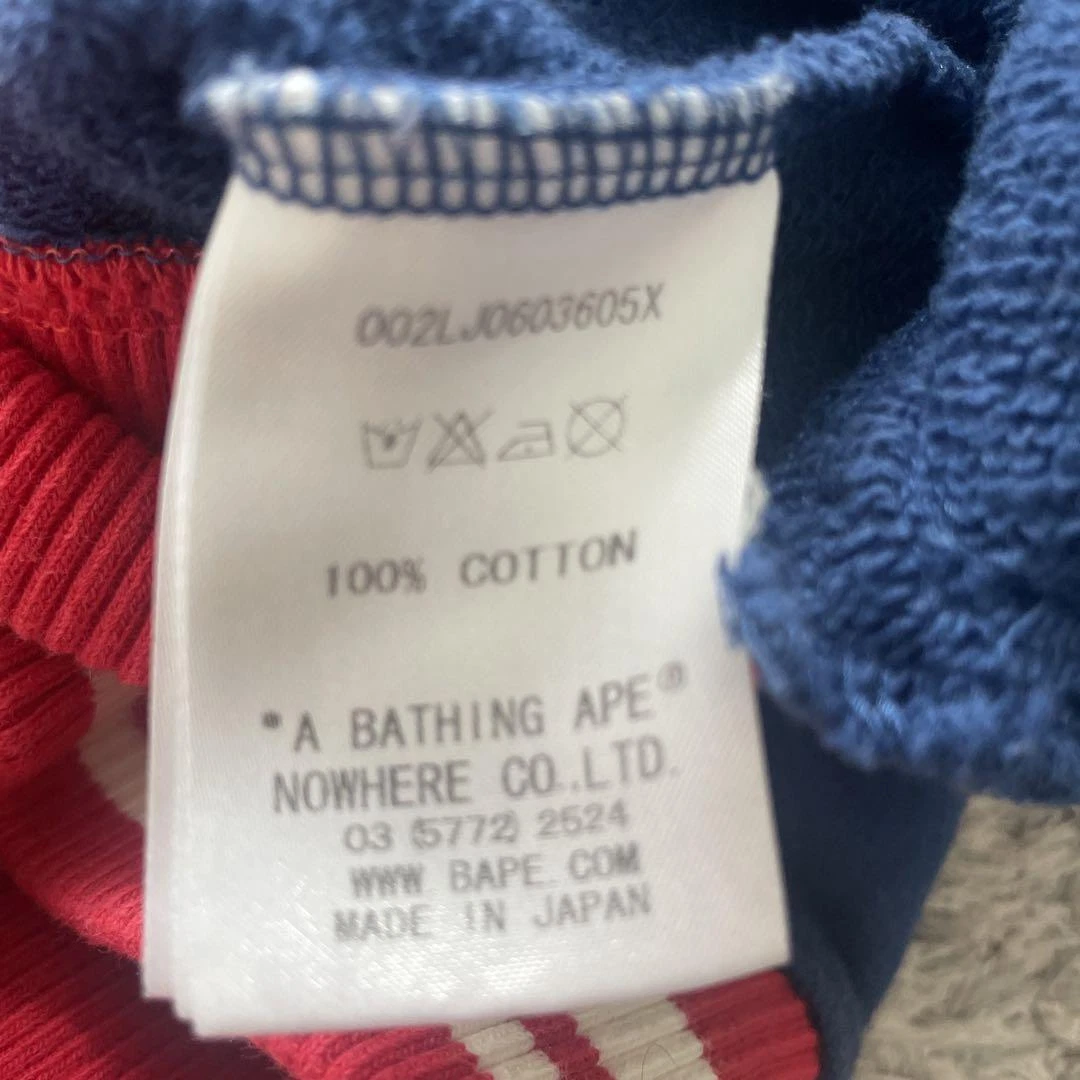 002LJ0603605X
100% COTTON
"A BATHING APE"®
NOWHERE CO.,LTD.
03 (5772) 2524
WWW BAPE.COM
MADE IN JAPAN